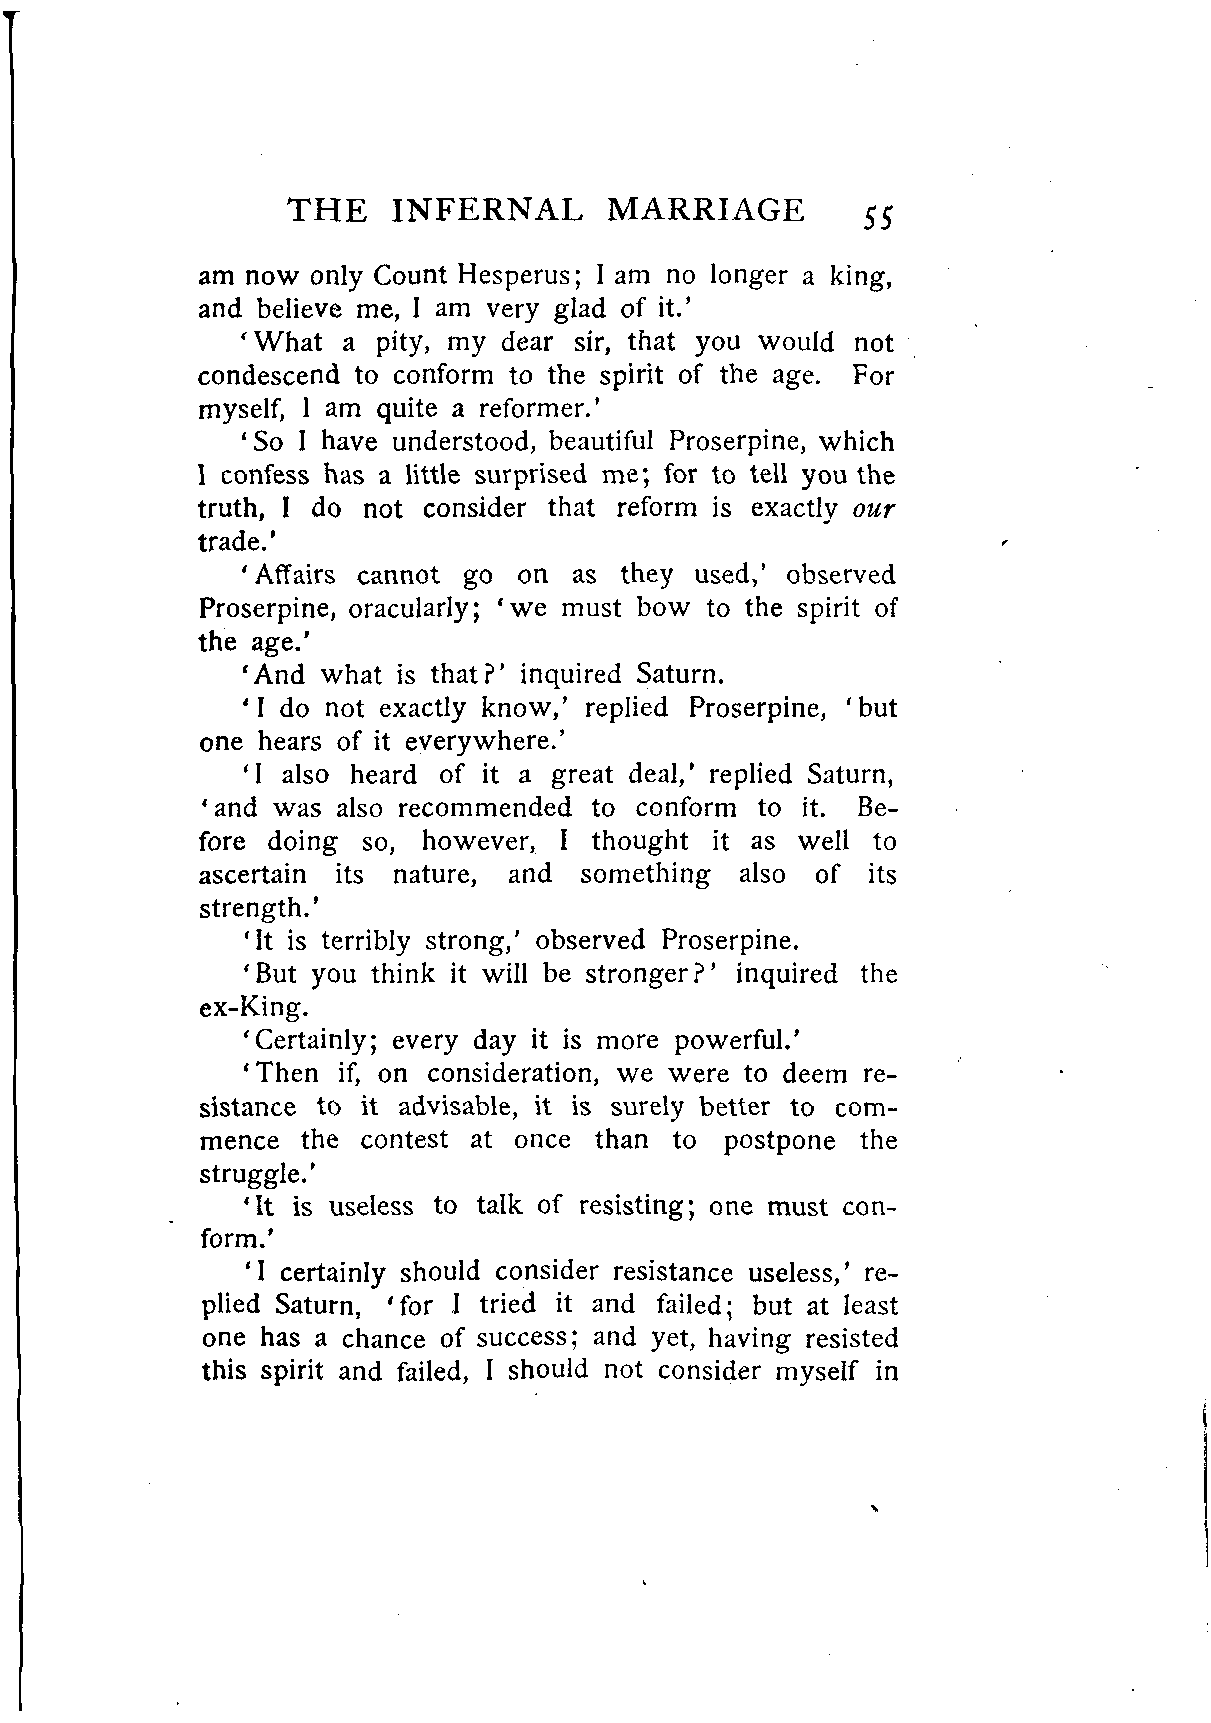 THE INFERNAL MARRIAGE 55
am now only Count Hesperus; I am no longer a king,
and believe me, I am very glad of it.'
'What a pity, my dear sir, that you would not
condescend to conform to the spirit of the age. For
myself, I am quite a reformer.'
'So I have understood, beautiful Proserpine, which
I confess has a little surprised me; for to tell you the
truth, I do not consider that reform is exactly our
trade.'
'Affairs cannot go on as they used,' observed
Proserpine, oracularly; 'we must bow to the spirit of
the age.'
'And what is that?' inquired Saturn.
'I do not exactly know,' replied Proserpine, 'but
one hears of it everywhere.'
'I also heard of it a great deal,' replied Saturn,
'and was also recommended to conform to it. Be-
fore doing so, however, I thought it as well to
ascertain its nature, and something also of its
strength.'
'It is terribly strong,' observed Proserpine.
'But you think it will be stronger?' inquired the
ex-King.
'Certainly; every day it is more powerful.'
'Then if, on consideration, we were to deem re-
sistance to it advisable, it is surely better to com-
mence the contest at once than to postpone the
struggle.'
'It is useless to talk of resisting; one must con-
form.'
'I certainly should consider resistance useless,' re-
plied Saturn, 'for I tried it and failed; but at least
one has a chance of success; and yet, having resisted
this spirit and failed, I should not consider myself in